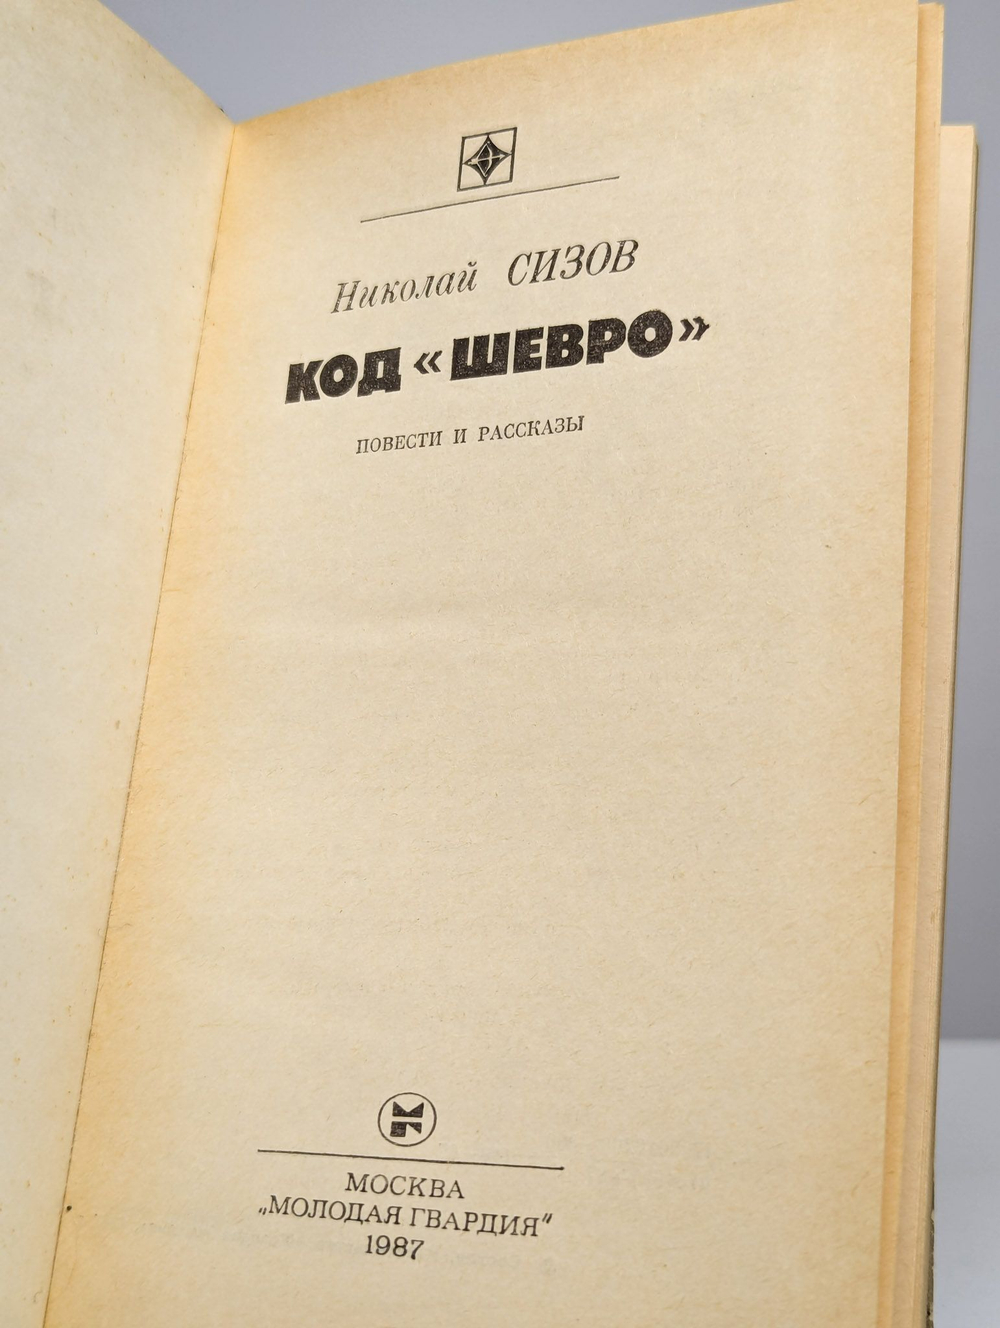 Николай СИЗОВ
КОД «ШЕВРО»
ПОВЕСТИ И РАССКАЗЫ
МОСКВА
„МОЛОДАЯ ГВАРДИЯ“
1987